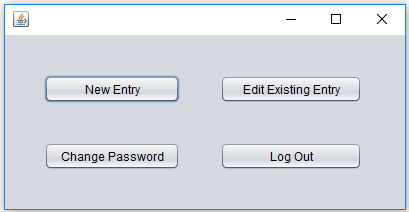 New Entry
Edit Existing Entry
Change Password
Log Out